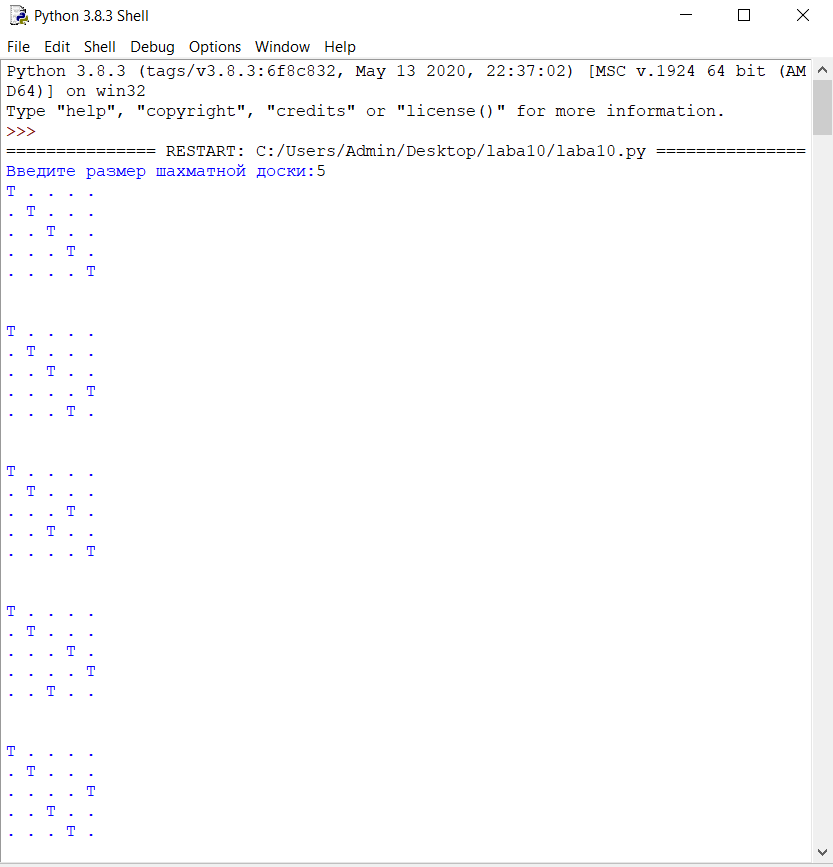 Python 3.8.3 Shell
File Edit Shell Debug Options Window Help
Python 3.8.3 (tags/v3.8.3:6f8c832, May 13 2020, 22:37:02) [MSC v.1924 64 bit (AM
D64)] on win32
Type "help", "copyright", "credits" or "license()" for more information.
>>>
=============== RESTART: C:/Users/Admin/Desktop/laba10/laba10.py ===============
Введите размер шахматной доски:5
T . . . .
. T . . .
. . T . .
. . . T .
. . . . T
T . . . .
. T . . .
. . T . .
. . . . T
. . . T .
T . . . .
. T . . .
. . . T .
. . T . .
. . . . T
T . . . .
. T . . .
. . . T .
. . . . T
. . T . .
T . . . .
. T . . .
. . . . T
. . T . .
. . . T .